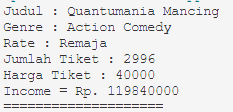 Judul : Quantumania Mancing
Genre : Action Comedy
Rate : Remaja
Jumlah Tiket : 2996
Harga Tiket : 40000
Income = Rp. 119840000
====================